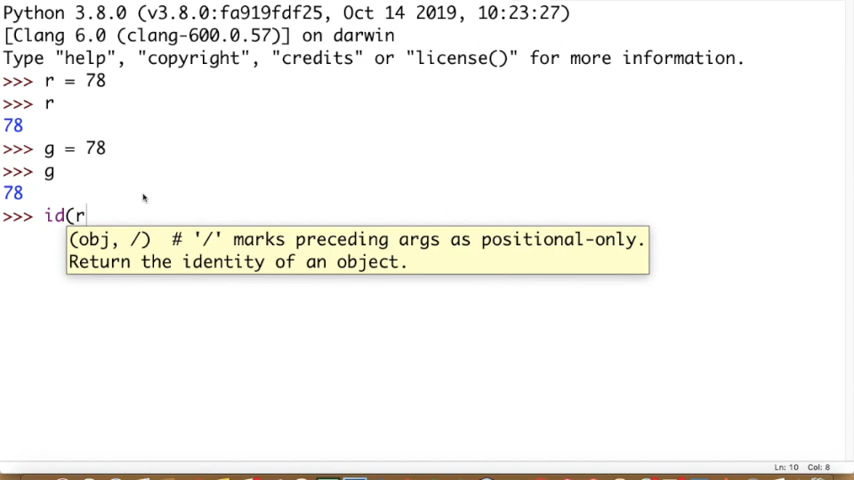 Python 3.8.0 (v3.8.0:fa919fdf25, Oct 14 2019, 10:23:27)
[Clang 6.0 (clang-600.0.57)] on darwin
Type "help", "copyright", "credits" or "license()" for more information.
>>> r = 78
>>> r
78
>>> g = 78
>>> g
78
>>> id(r
(obj, /)  # '/' marks preceding args as positional-only.
Return the identity of an object.
Ln: 10  Col: 8